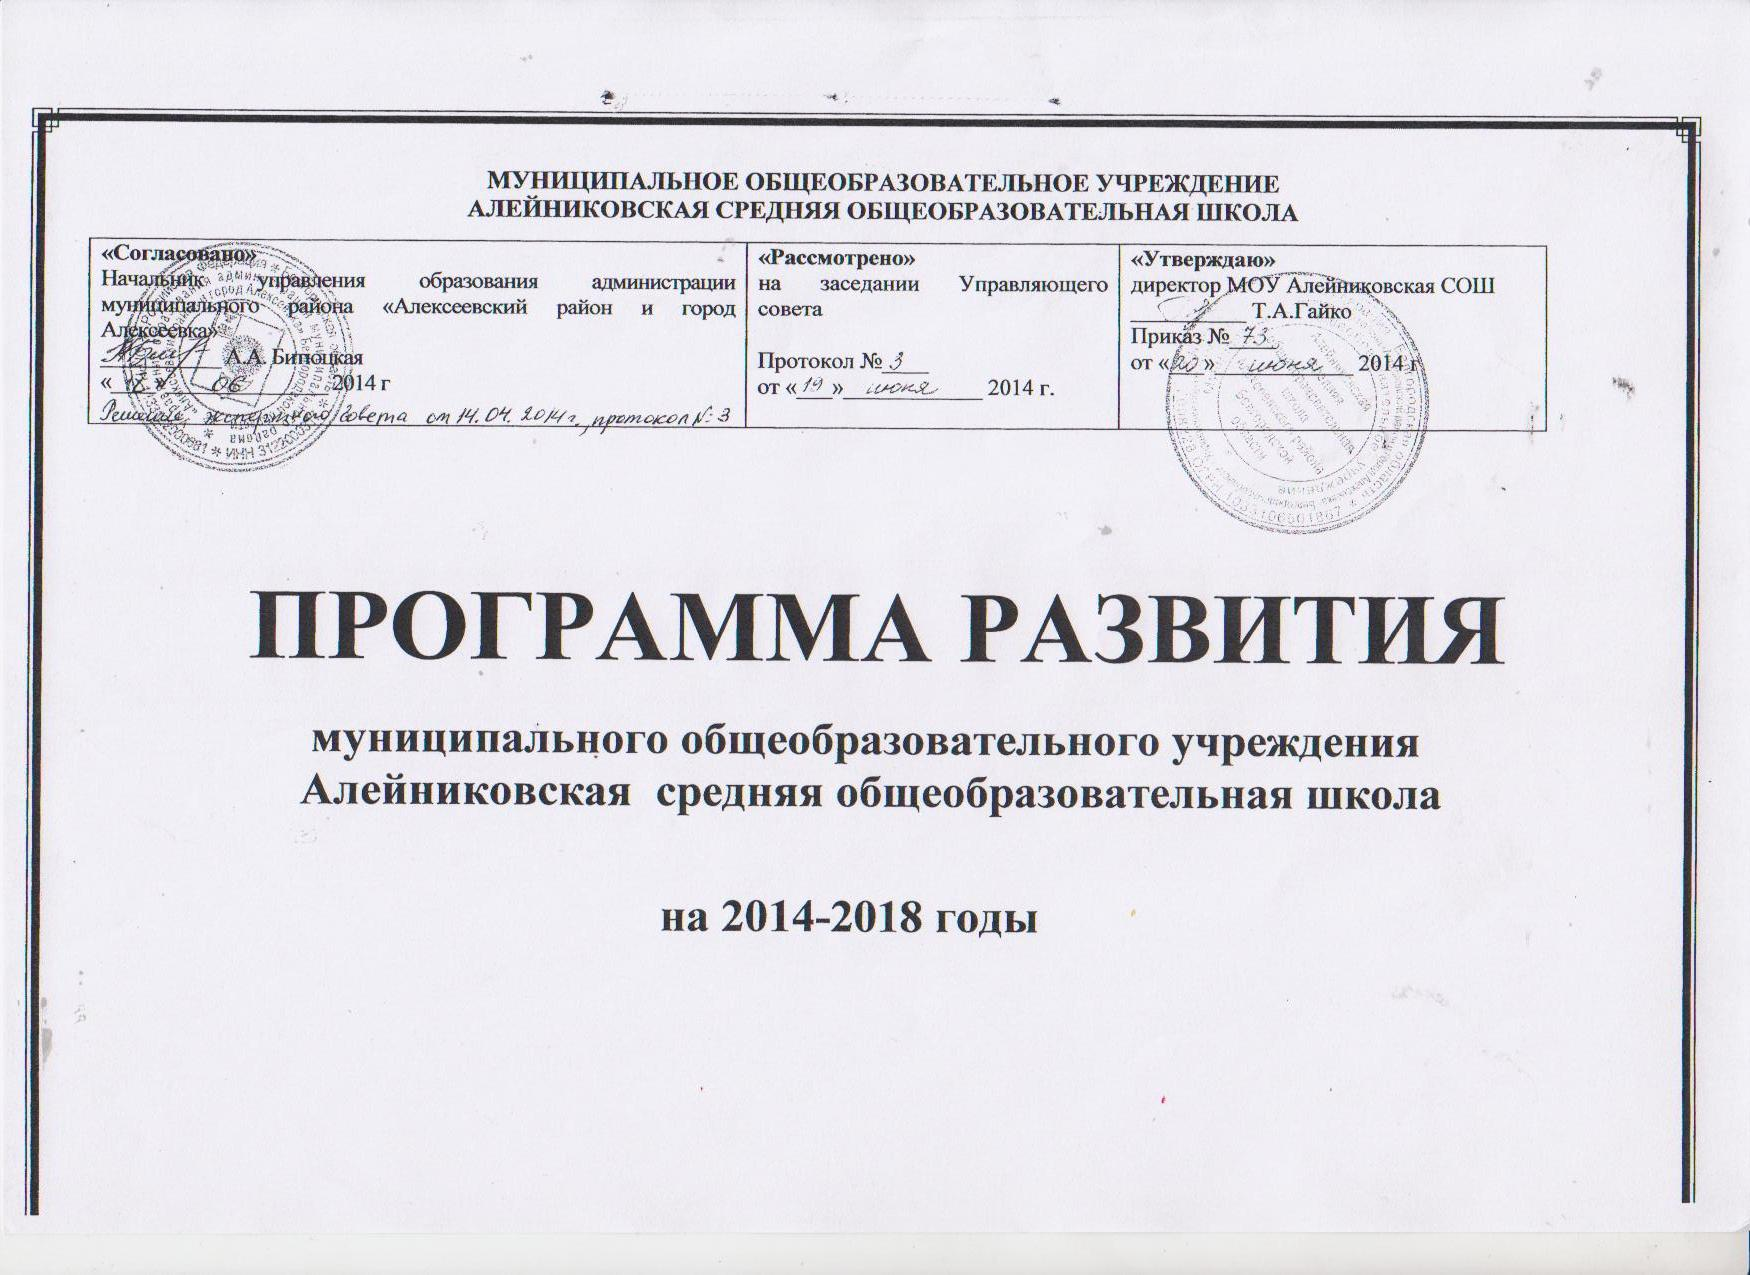 МУНИЦИПАЛЬНОЕ ОБЩЕОБРАЗОВАТЕЛЬНОЕ УЧРЕЖДЕНИЕ
АЛЕЙНИКОВСКАЯ СРЕДНЯЯ ОБЩЕОБРАЗОВАТЕЛЬНАЯ ШКОЛА
«Согласовано»
Начальник управления образования администрации
муниципального района «Алексеевский район и город
Алексеевка»
А.А. Бипоцкая
« » 06 2014 г
Решение экспертного совета от 14.04.2014 г., протокол № 3
«Рассмотрено»
на заседании Управляющего
совета
Протокол № 3
от « 19 » июня 2014 г.
«Утверждаю»
директор МОУ Алейниковская СОШ
Т.А.Гайко
Приказ № 73
от «20 » июня 2014 г
ПРОГРАММА РАЗВИТИЯ
муниципального общеобразовательного учреждения
Алейниковская средняя общеобразовательная школа
на 2014-2018 годы